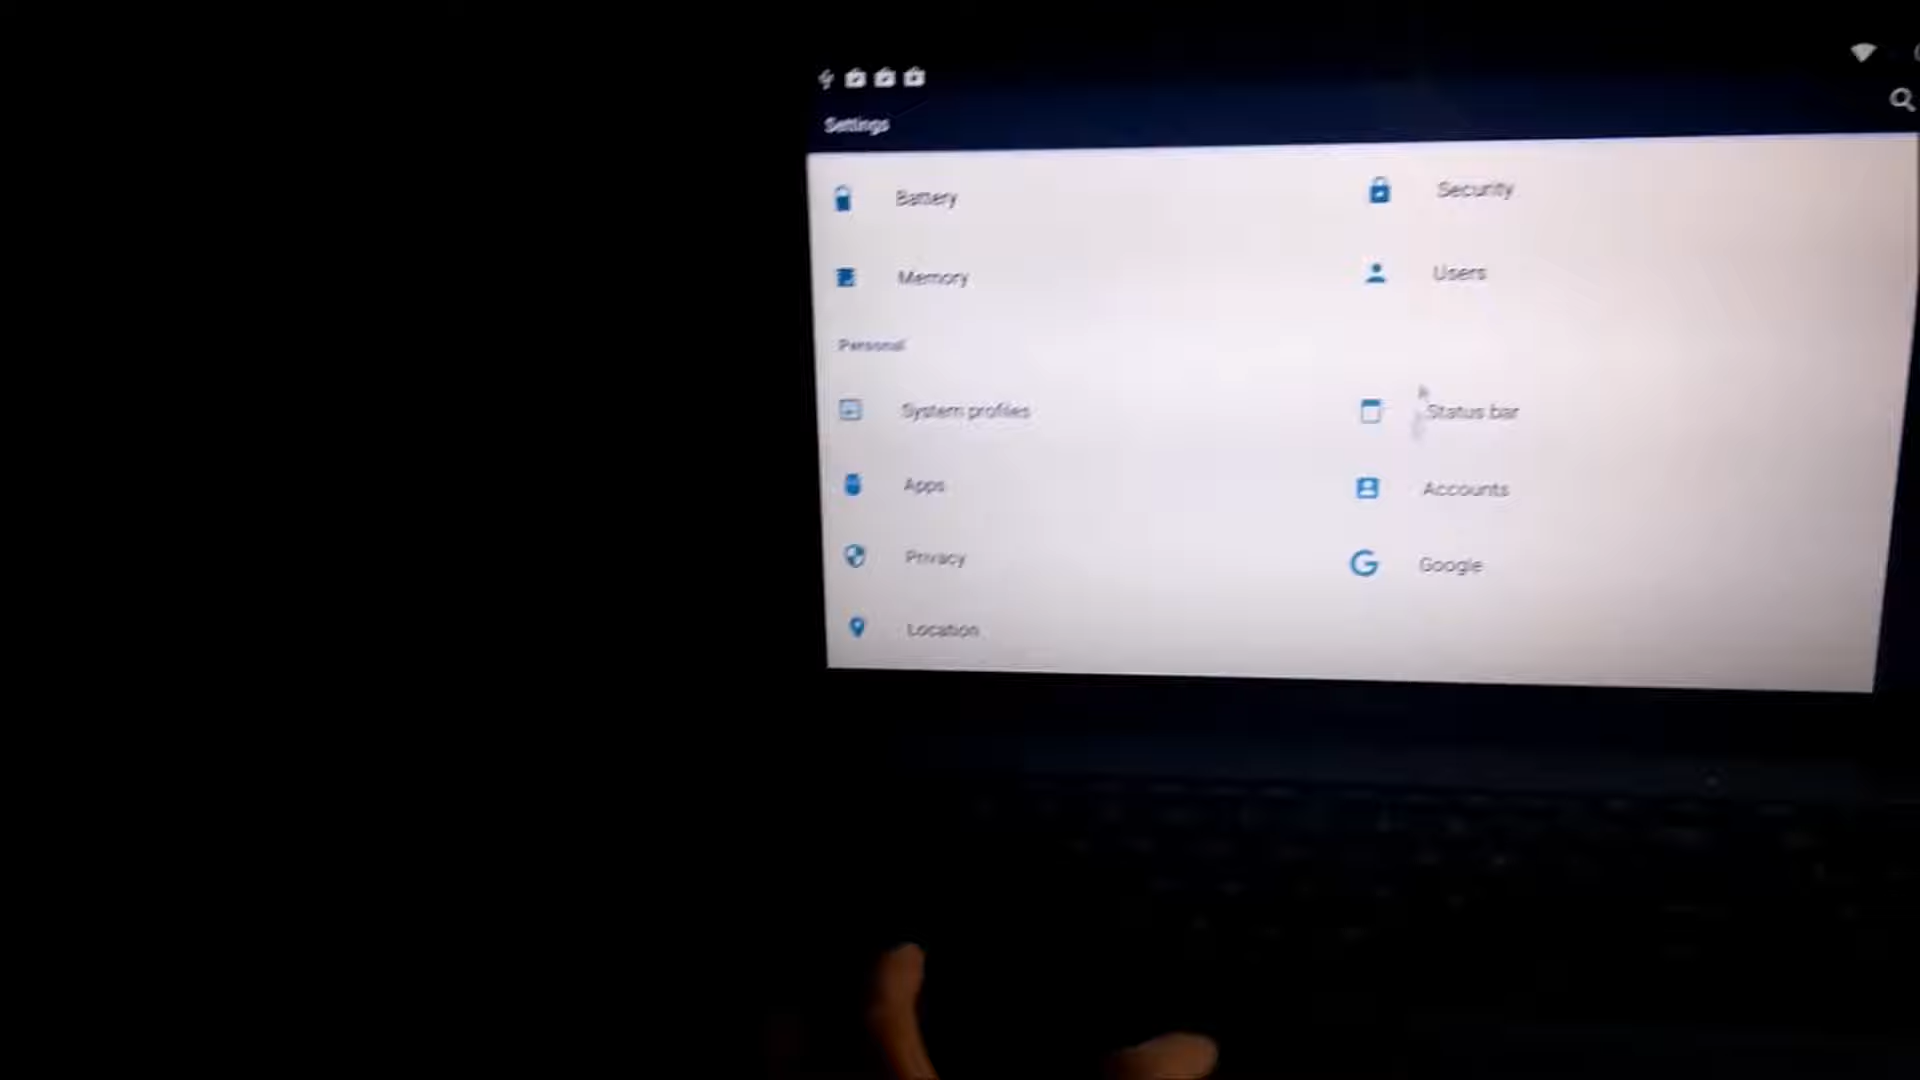 Settings
Battery
Security
Memory
Users
Personal
System profiles
Status bar
Apps
Accounts
Privacy
Google
Location